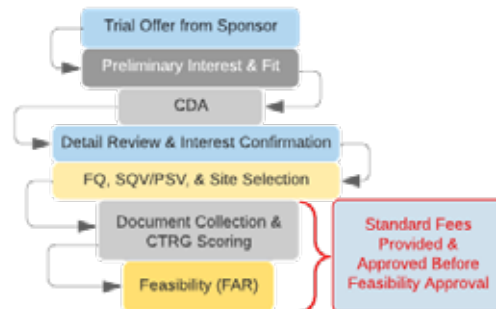 Trial Offer from Sponsor
Preliminary Interest & Fit
CDA
Detail Review & Interest Confirmation
FQ, SQV/PSV, & Site Selection
Document Collection &
CTRG Scoring
Feasibility (FAR)
Standard Fees
Provided &
Approved Before
Feasibility Approval